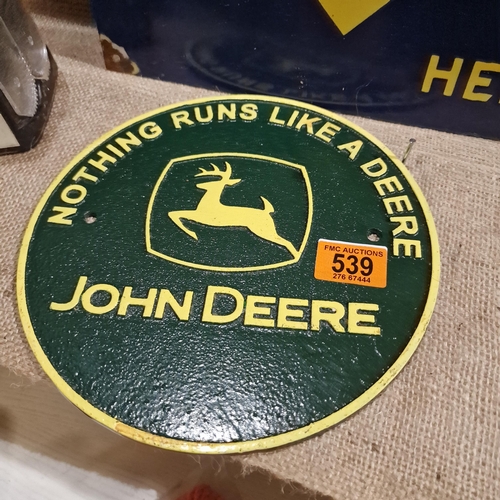 NOTHING RUNS LIKE A DEERE
JOHN DEERE
FMC AUCTIONS
539
276 67444
HE